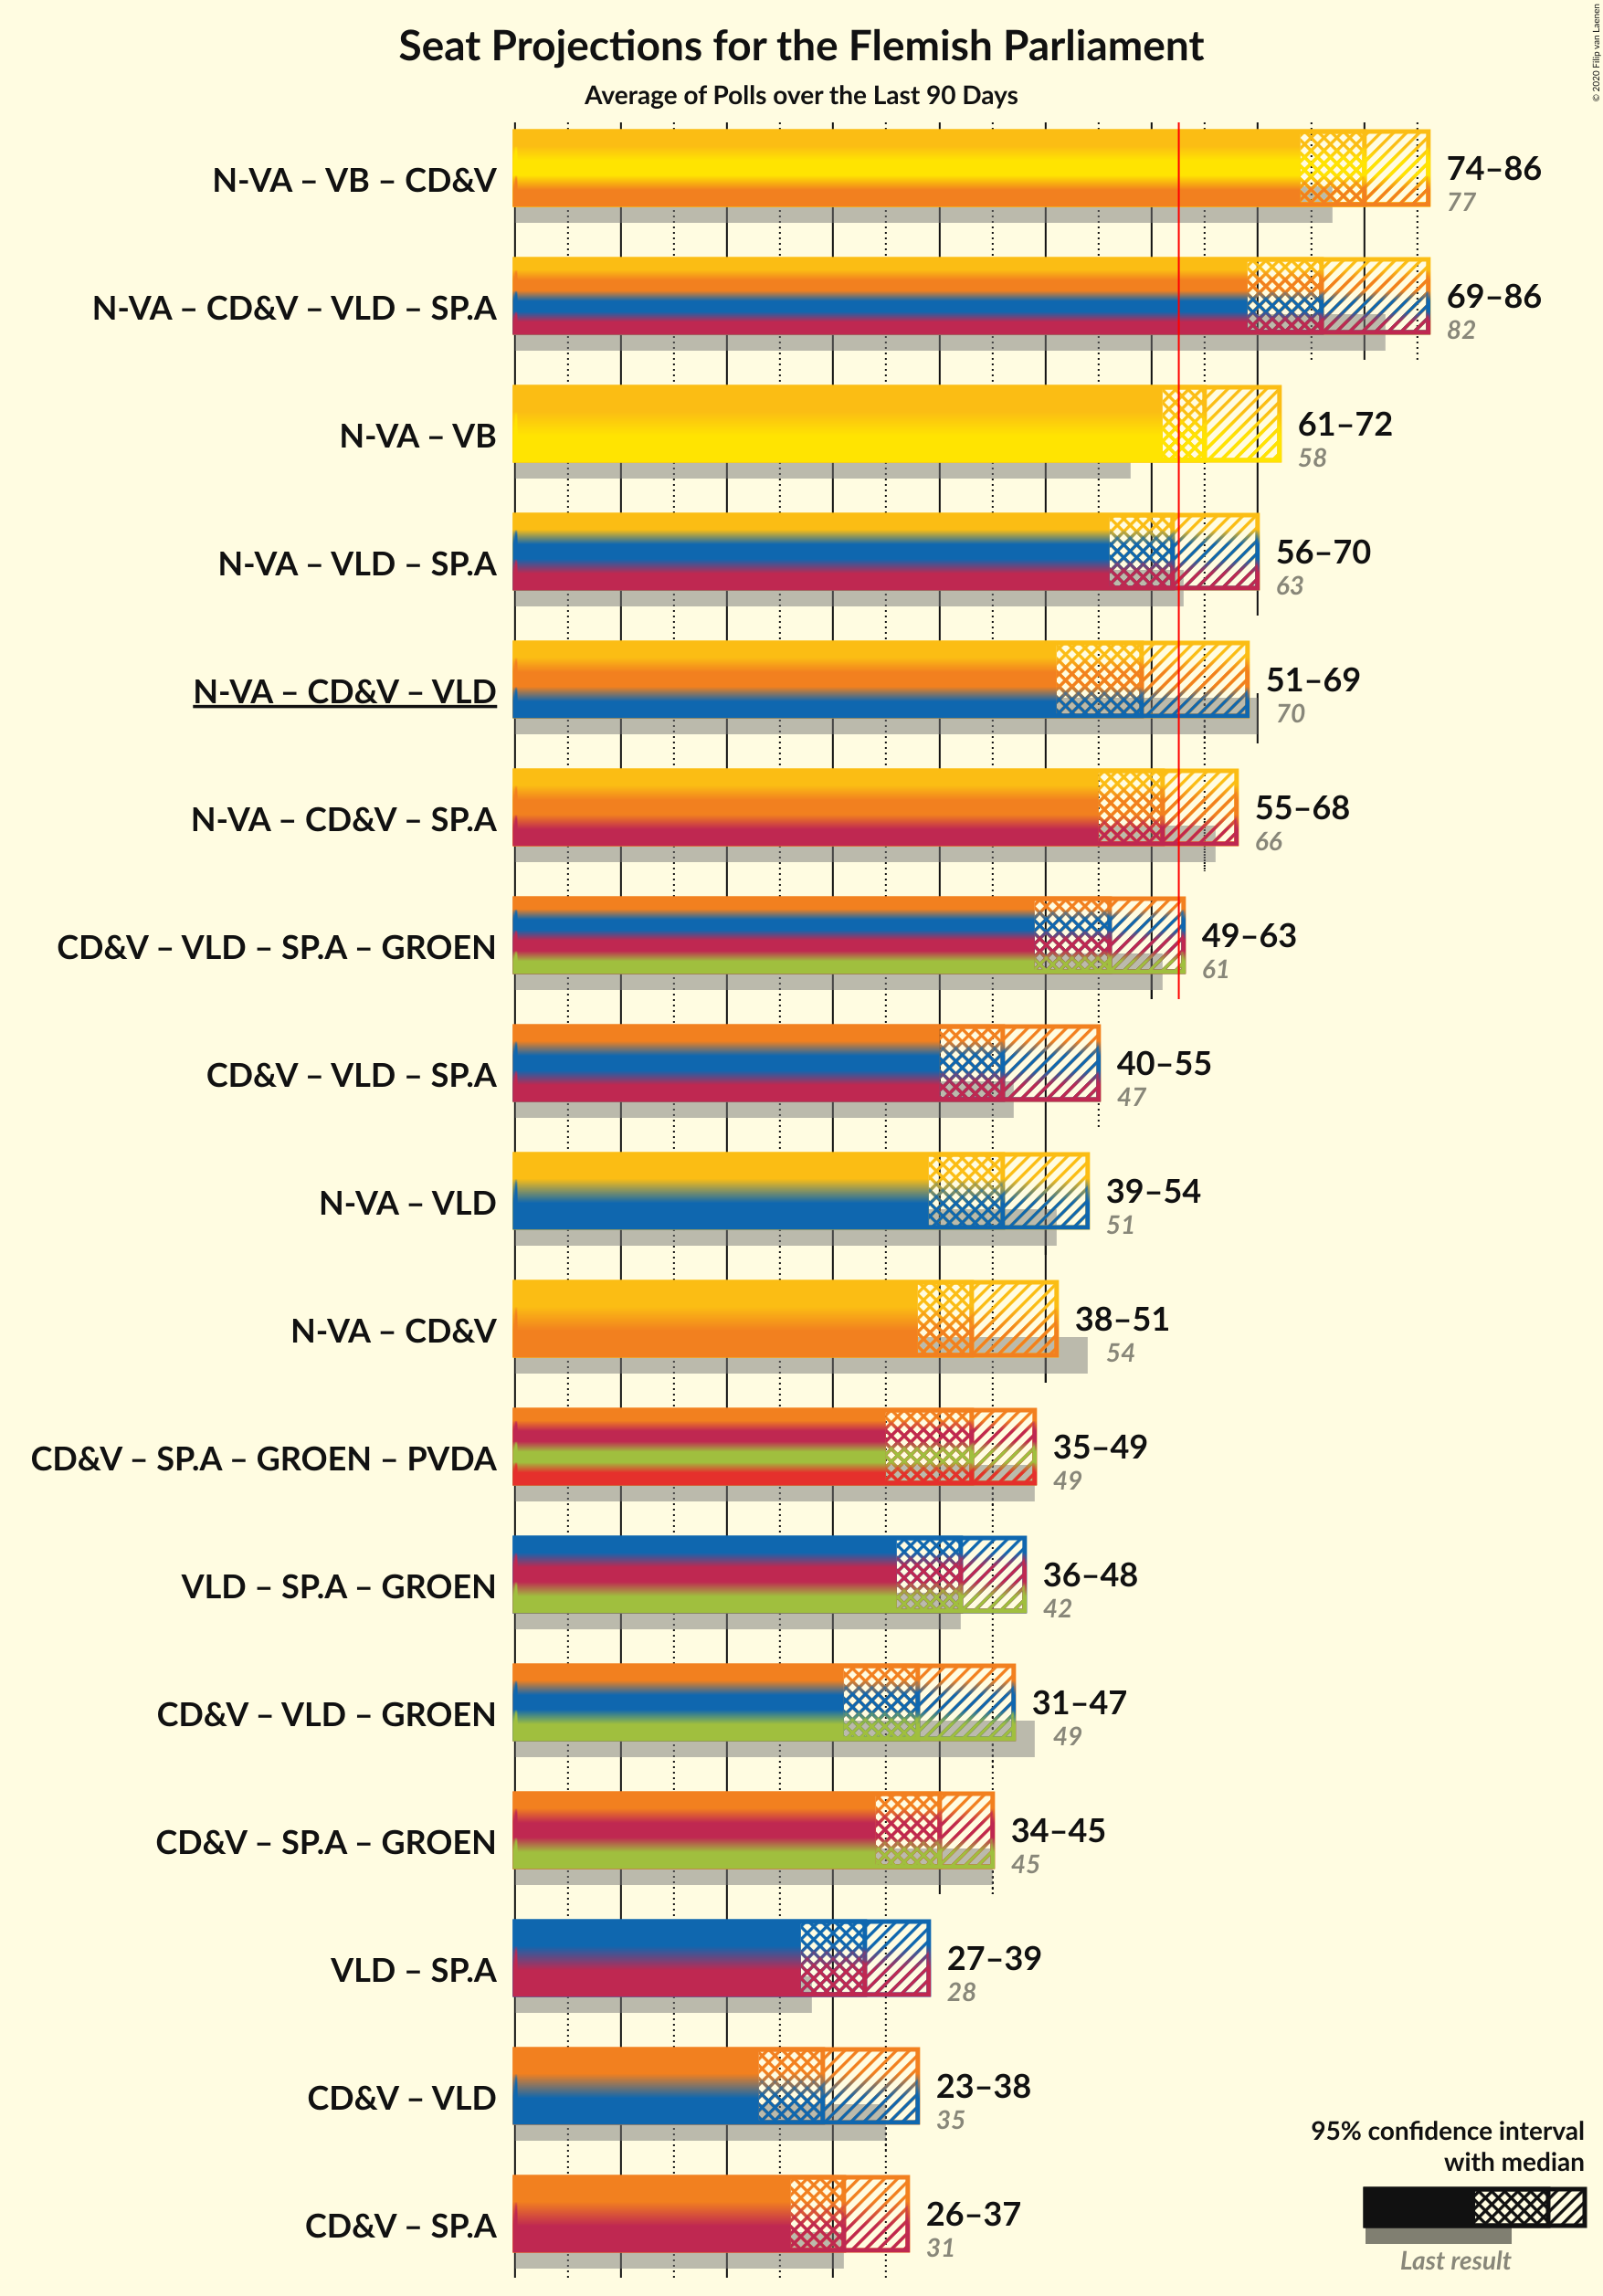 Seat Projections for the Flemish Parliament
Average of Polls over the Last 90 Days
© 2020 Filip van Laenen
N-VA – VB – CD&V
74–86
77
N-VA – CD&V – VLD – SP.A
69–86
82
N-VA – VB
61–72
58
N-VA – VLD – SP.A
56–70
63
N-VA – CD&V – VLD
51–69
70
N-VA – CD&V – SP.A
55–68
66
CD&V – VLD – SP.A – GROEN
49–63
61
CD&V – VLD – SP.A
40–55
47
N-VA – VLD
39–54
51
N-VA – CD&V
38–51
54
CD&V – SP.A – GROEN – PVDA
35–49
49
VLD – SP.A – GROEN
36–48
42
CD&V – VLD – GROEN
31–47
49
CD&V – SP.A – GROEN
34–45
45
VLD – SP.A
27–39
28
CD&V – VLD
23–38
35
CD&V – SP.A
26–37
31
95% confidence interval
with median
Last result